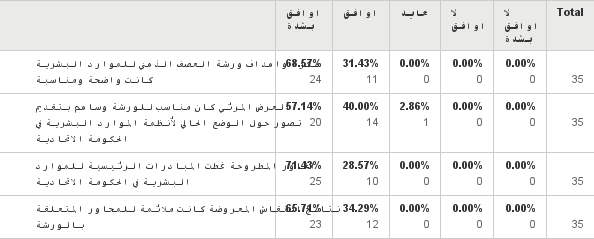 اوافق بشدة اوافق محايد لا اوافق لا اوافق بشدة Total
واهداف ورشة العصف الذهني للموارد البشرية 68.57% 31.43% 0.00% 0.00% 0.00%
كانت واضحة ومناسبة 24 11 0 0 0 35
العرض المرئي كان مناسب للورشة وساهم بتقديم 57.14% 40.00% 2.86% 0.00% 0.00%
تصور حول الوضع الحالي لأنظمة الموارد البشرية في 20 14 1 0 0 35
الحكومة الاتحادية
المطروحة غطت المبادرات الرئيسية للموارد 71.43% 28.57% 0.00% 0.00% 0.00%
البشرية في الحكومة الاتحادية 25 10 0 0 0 35
نتائج النقاش المعروضة كانت ملائمة للمحاور المتعلقة 65.71% 34.29% 0.00% 0.00% 0.00%
بالورشة 23 12 0 0 0 35